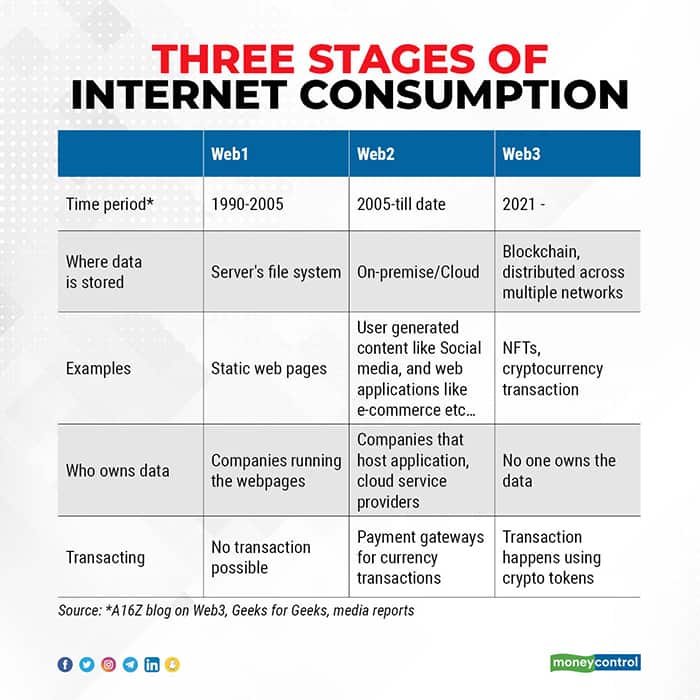 THREE STAGES OF
INTERNET CONSUMPTION
Web1 Web2 Web3
Time period* 1990-2005 2005-till date 2021 -
Where data
is stored
Server's file system
On-premise/Cloud
Blockchain,
distributed across
multiple networks
Examples
Static web pages
User generated
content like Social
media, and web
applications like
e-commerce etc...
NFTs,
cryptocurrency
transaction
Who owns data
Companies running
the webpages
Companies that
host application,
cloud service
providers
No one owns the
data
Transacting
No transaction
possible
Payment gateways
for currency
transactions
Transaction
happens using
crypto tokens
Source: *A16Z blog on Web3, Geeks for Geeks, media reports
moneycontrol